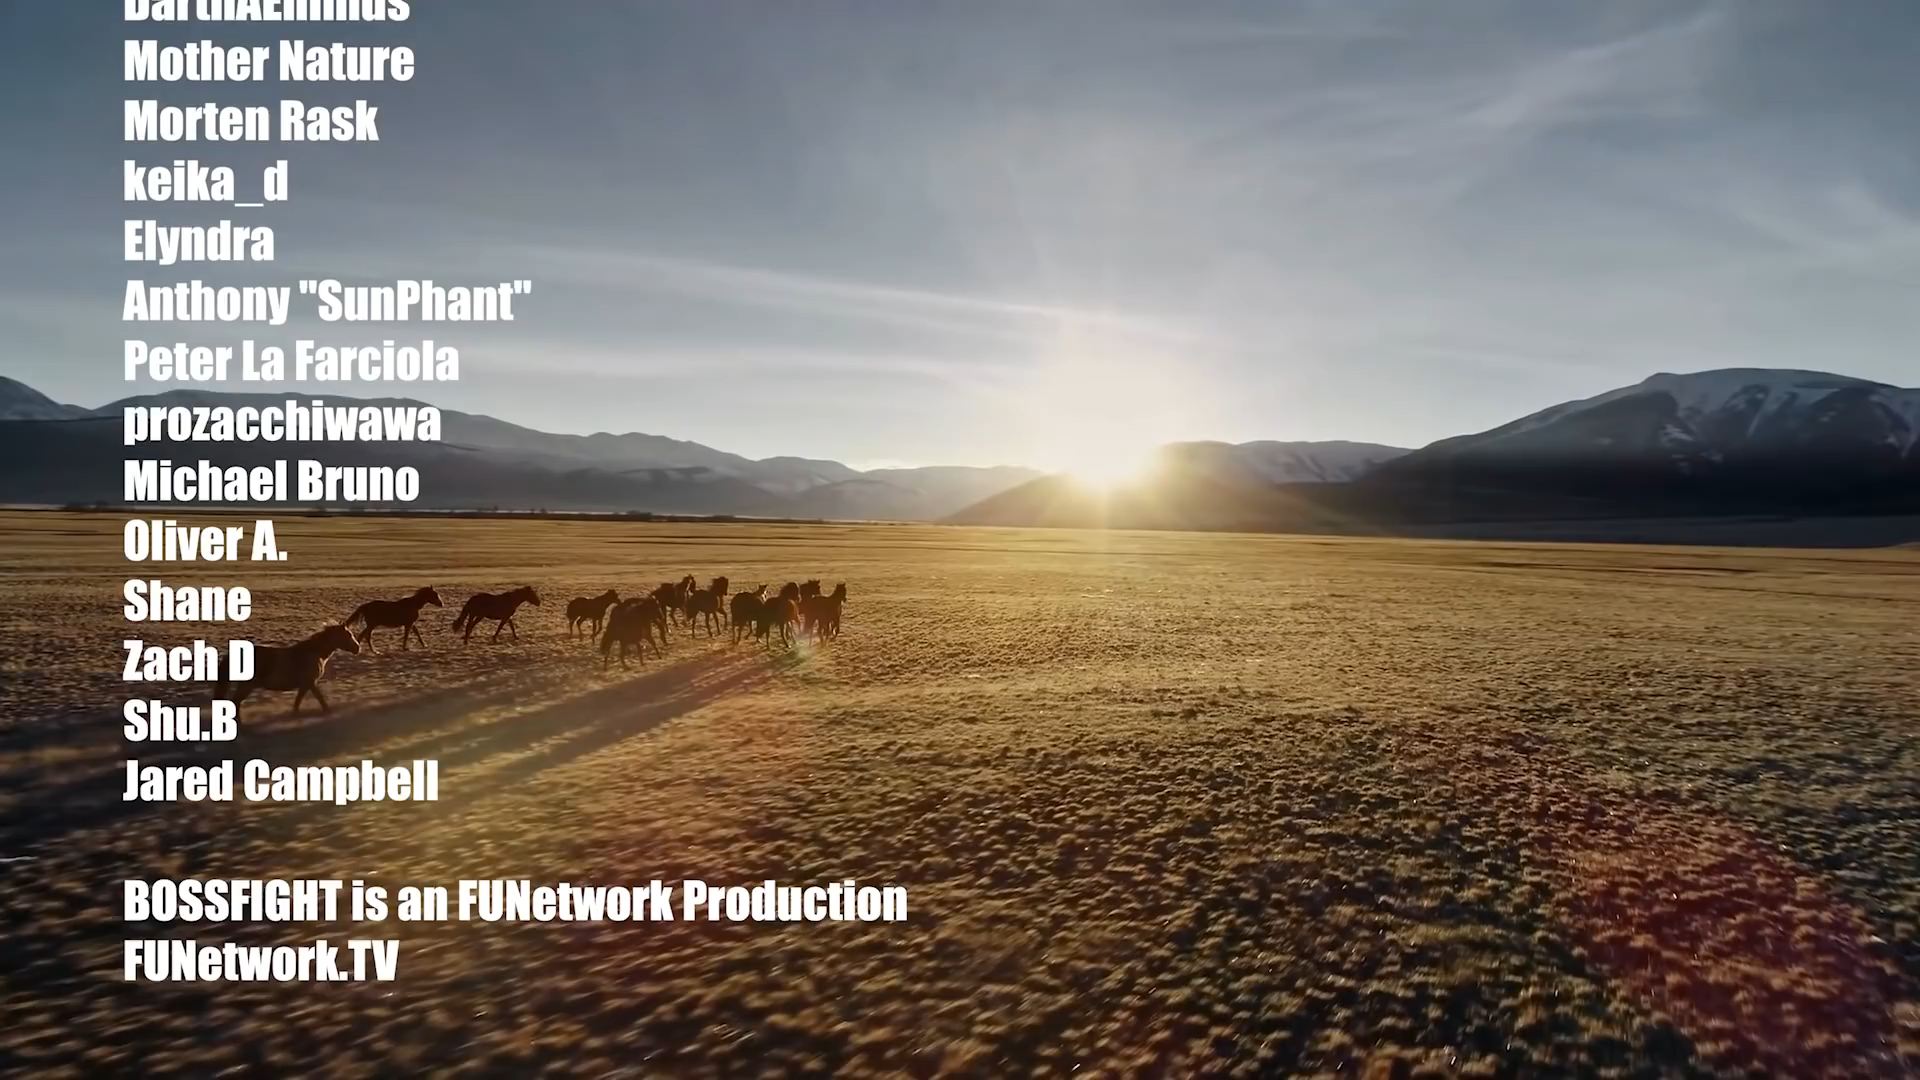 Mother Nature
Morten Rask
keika_d
Elyndra
Anthony "SunPhant"
Peter La Farciola
prozacchiwawa
Michael Bruno
Oliver A.
Shane
Zach D
Shu.B
Jared Campbell
BOSSFIGHT is an FUNetwork Production
FUNetwork.TV